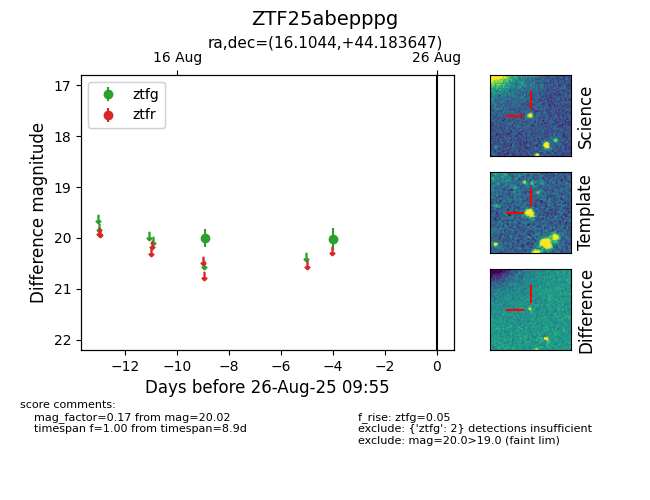 ZTF25abepppg
ra,dec=(16.1044,+44.183647)
16 Aug
26 Aug
ztfg
ztfr
17
18
19
20
21
22
Difference magnitude
−12
−10
−8
−6
−4
−2
0
Days before 26-Aug-25 09:55
Science
Template
Difference
score comments:
mag_factor=0.17 from mag=20.02
timespan f=1.00 from timespan=8.9d
f_rise: ztfg=0.05
exclude: {'ztfg': 2} detections insufficient
exclude: mag=20.0>19.0 (faint lim)